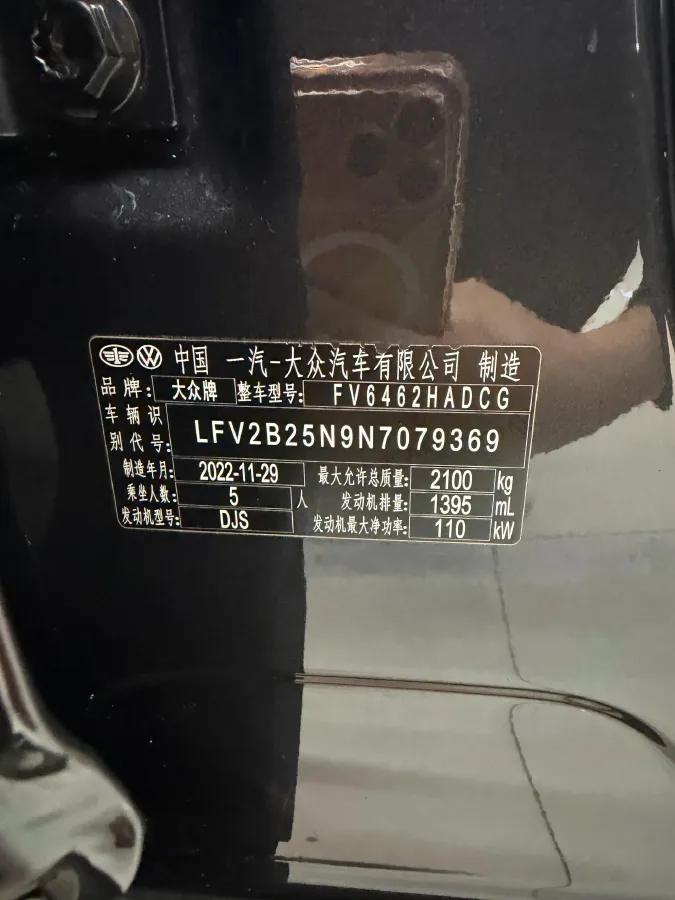 中国 一汽-大众汽车有限公司 制造
品牌: 大众牌 整车型号: FV6462HADCG
车辆识别代号: LFV2B25N9N7079369
制造年月: 2022-11-29 最大允许总质量: 2100 kg
乘坐人数: 5 人 发动机排量: 1395 mL
发动机型号: DJS 发动机最大净功率: 110 kW